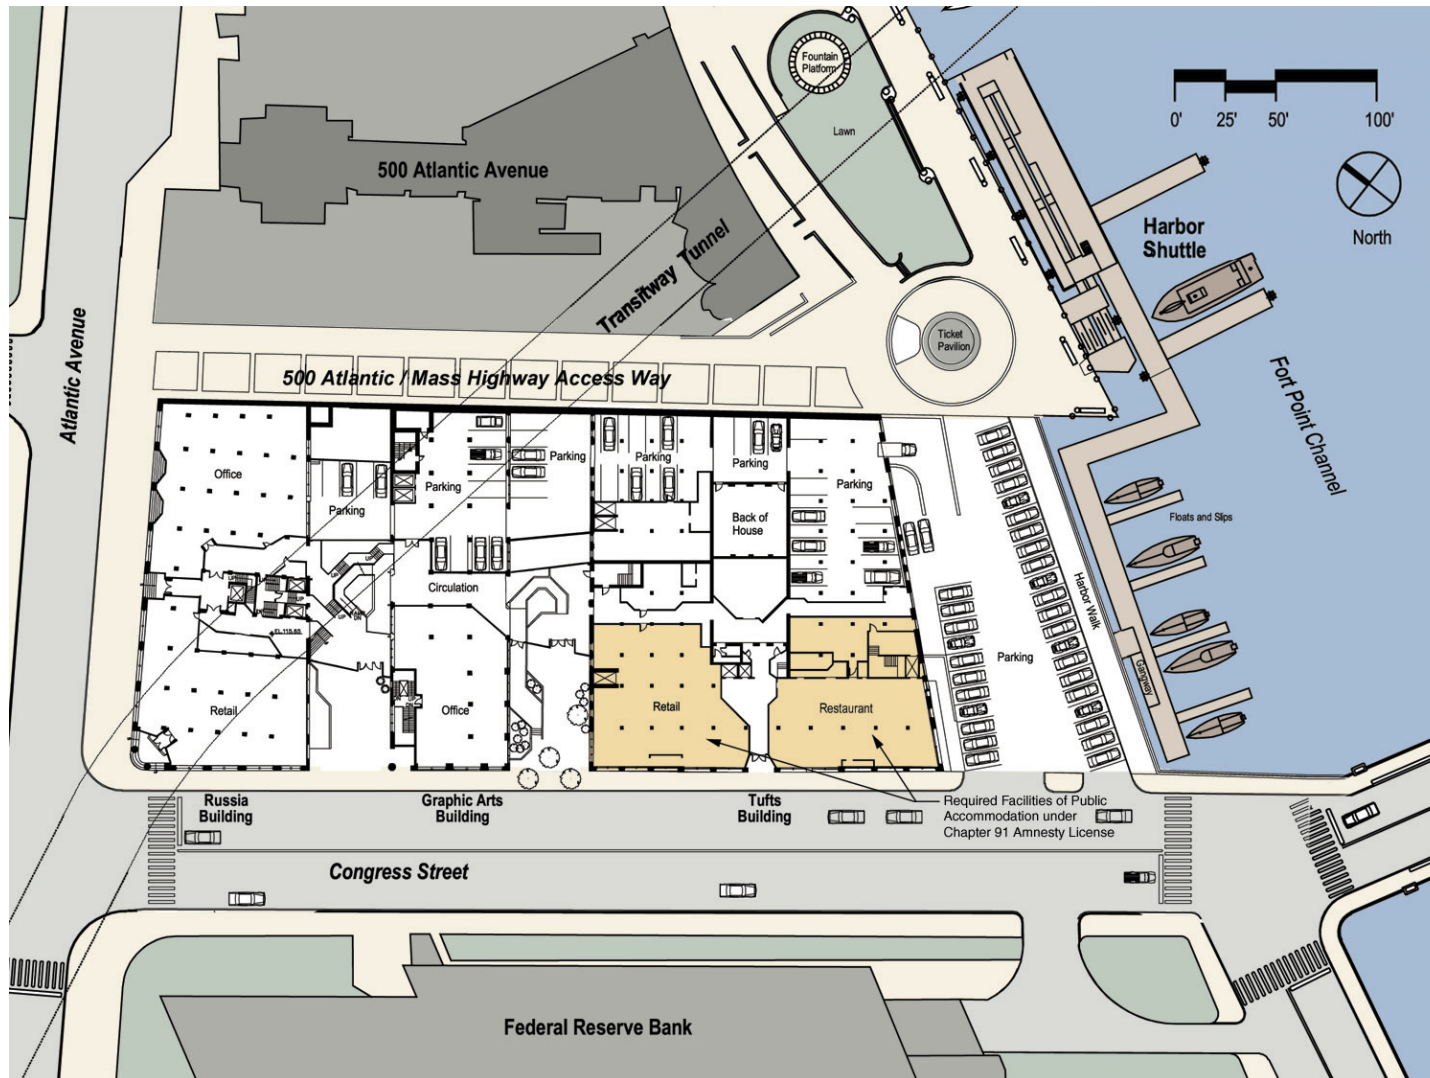 Fountain
Platform
Lawn
0' 25' 50' 100'
North
500 Atlantic Avenue
Harbor
Shuttle
Transitway Tunnel
Ticket
Pavilion
Atlantic Avenue
500 Atlantic / Mass Highway Access Way
Fort Point Channel
Office
Parking
Parking
Parking
Parking
Parking
Parking
Back of
House
Floats and Slips
Circulation
Harbor Walk
EL.115.65
Parking
Gangway
Retail
Office
Retail
Restaurant
Russia
Building
Graphic Arts
Building
Tufts
Building
Required Facilities of Public
Accommodation under
Chapter 91 Amnesty License
Congress Street
Federal Reserve Bank